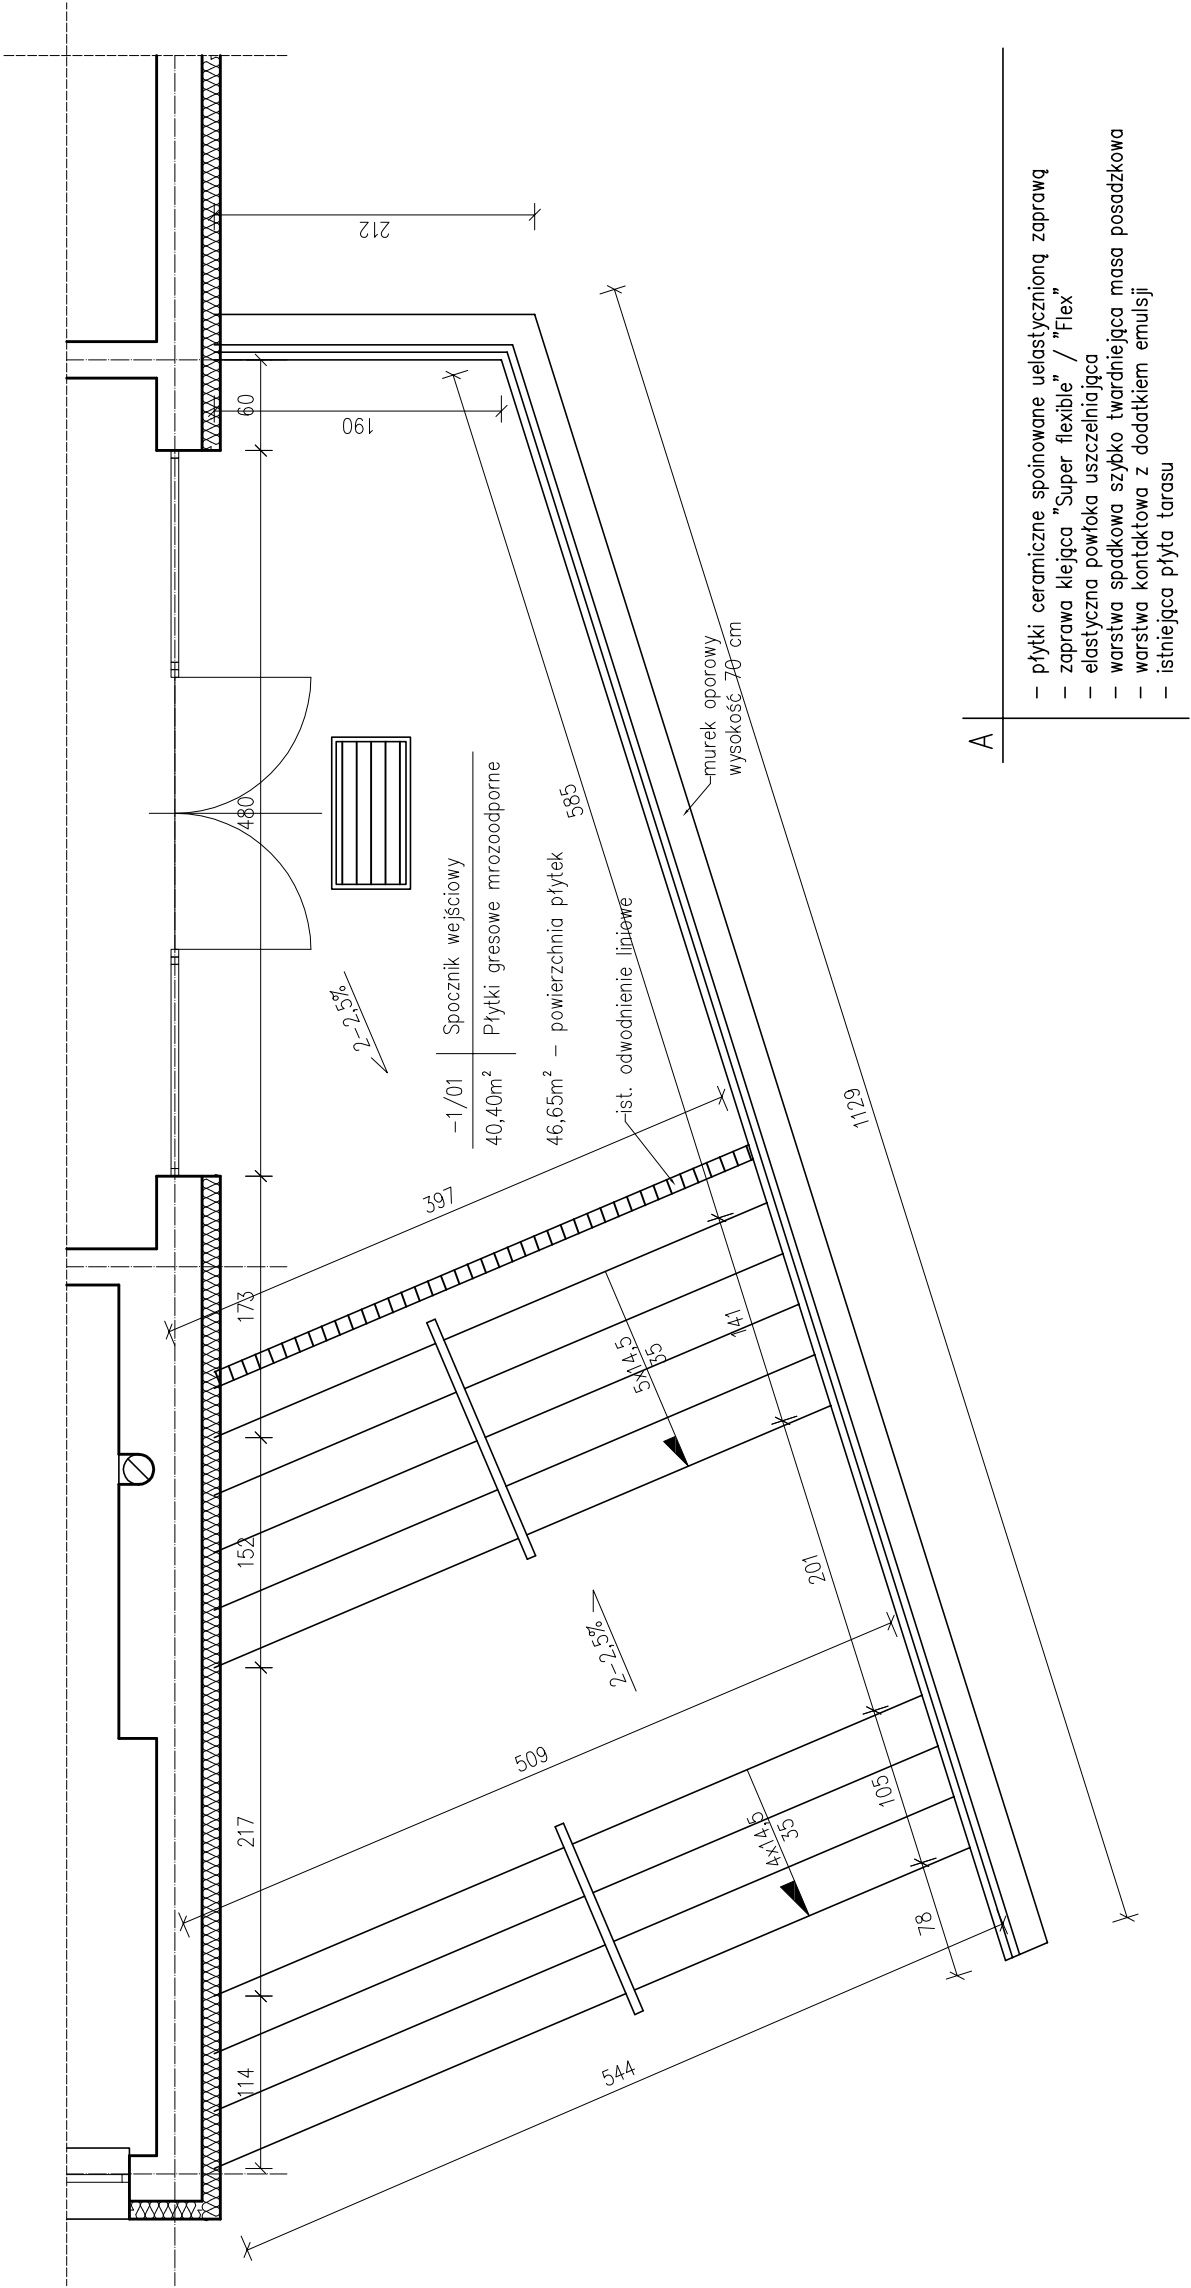 212
60
190
480
2-2,5%
-1/01 Spocznik wejściowy
40,40m² Płytki gresowe mrozoodporne
46,65m² - powierzchnia płytek
ist. odwodnienie liniowe
585
murek oporowy
wysokość 70 cm
1129
397
173
5x14,5
35
141
152
201
2-2,5%
509
217
4x14,5
35
105
78
114
544
A
- płytki ceramiczne spoinowane uelastycznioną zaprawą
- zaprawa klejąca "Super flexible" / "Flex"
- elastyczna powłoka uszczelniająca
- warstwa spadkowa szybko twardniejąca masa posadzkowa
- warstwa kontaktowa z dodatkiem emulsji
- istniejąca płyta tarasu